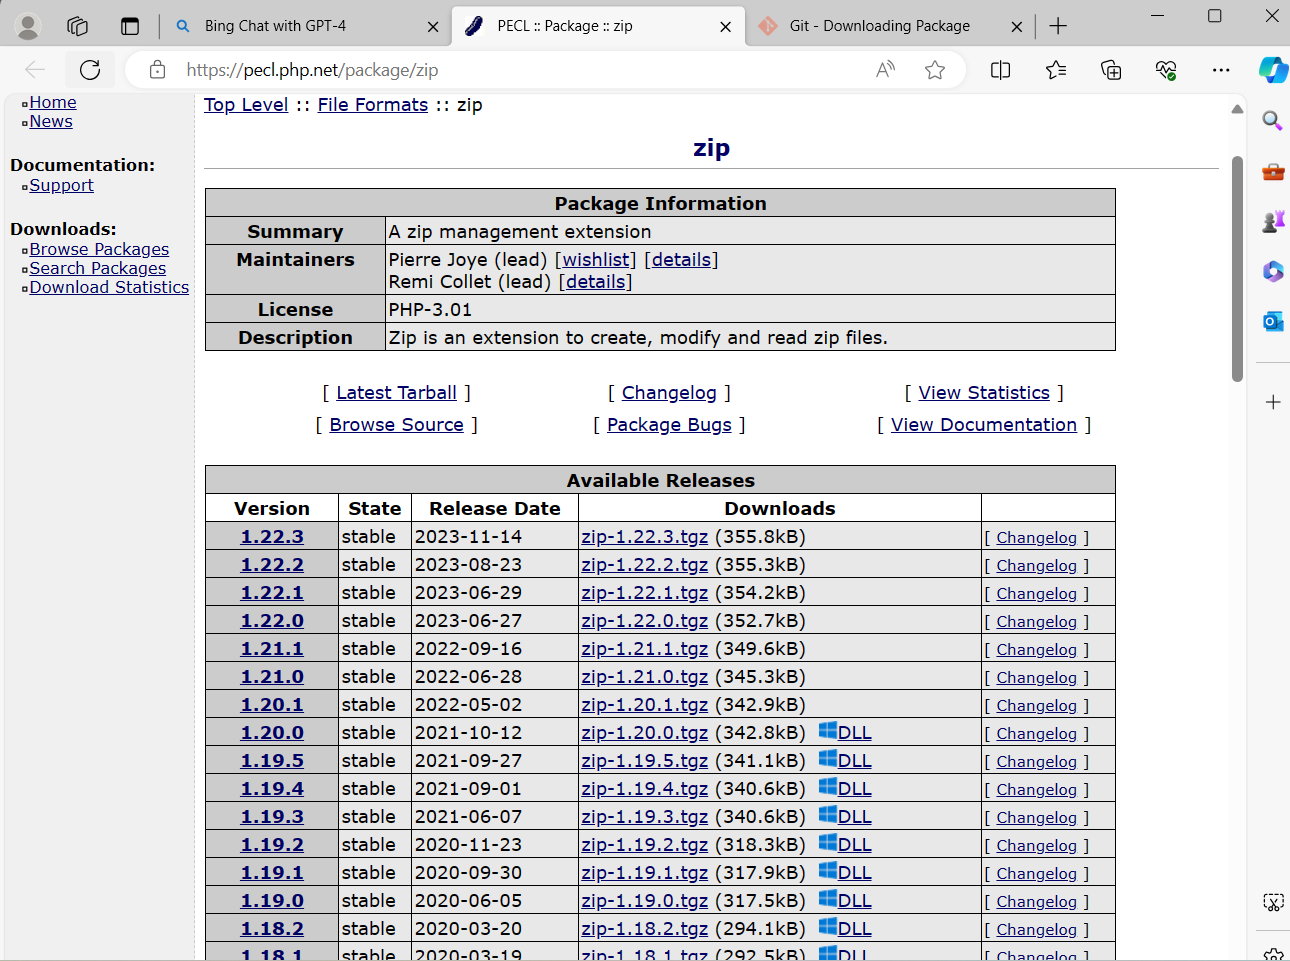 Bing Chat with GPT-4
PECL :: Package :: zip
Git - Downloading Package
https://pecl.php.net/package/zip
Home
News
Documentation:
Support
Downloads:
Browse Packages
Search Packages
Download Statistics
Top Level :: File Formats :: zip
zip
Package Information
Summary A zip management extension
Maintainers Pierre Joye (lead) [wishlist] [details]
Remi Collet (lead) [details]
License PHP-3.01
Description Zip is an extension to create, modify and read zip files.
[ Latest Tarball ] [ Changelog ] [ View Statistics ]
[ Browse Source ] [ Package Bugs ] [ View Documentation ]
Available Releases
Version State Release Date Downloads
1.22.3 stable 2023-11-14 zip-1.22.3.tgz (355.8kB) [ Changelog ]
1.22.2 stable 2023-08-23 zip-1.22.2.tgz (355.3kB) [ Changelog ]
1.22.1 stable 2023-06-29 zip-1.22.1.tgz (354.2kB) [ Changelog ]
1.22.0 stable 2023-06-27 zip-1.22.0.tgz (352.7kB) [ Changelog ]
1.21.1 stable 2022-09-16 zip-1.21.1.tgz (349.6kB) [ Changelog ]
1.21.0 stable 2022-06-28 zip-1.21.0.tgz (345.3kB) [ Changelog ]
1.20.1 stable 2022-05-02 zip-1.20.1.tgz (342.9kB) [ Changelog ]
1.20.0 stable 2021-10-12 zip-1.20.0.tgz (342.8kB) DLL [ Changelog ]
1.19.5 stable 2021-09-27 zip-1.19.5.tgz (341.1kB) DLL [ Changelog ]
1.19.4 stable 2021-09-01 zip-1.19.4.tgz (340.6kB) DLL [ Changelog ]
1.19.3 stable 2021-06-07 zip-1.19.3.tgz (340.6kB) DLL [ Changelog ]
1.19.2 stable 2020-11-23 zip-1.19.2.tgz (318.3kB) DLL [ Changelog ]
1.19.1 stable 2020-09-30 zip-1.19.1.tgz (317.9kB) DLL [ Changelog ]
1.19.0 stable 2020-06-05 zip-1.19.0.tgz (317.5kB) DLL [ Changelog ]
1.18.2 stable 2020-03-20 zip-1.18.2.tgz (294.1kB) DLL [ Changelog ]
1.18.1 stable 2020-03-19 zip-1.18.1.tgz (292.5kB) DLL [ Changelog ]